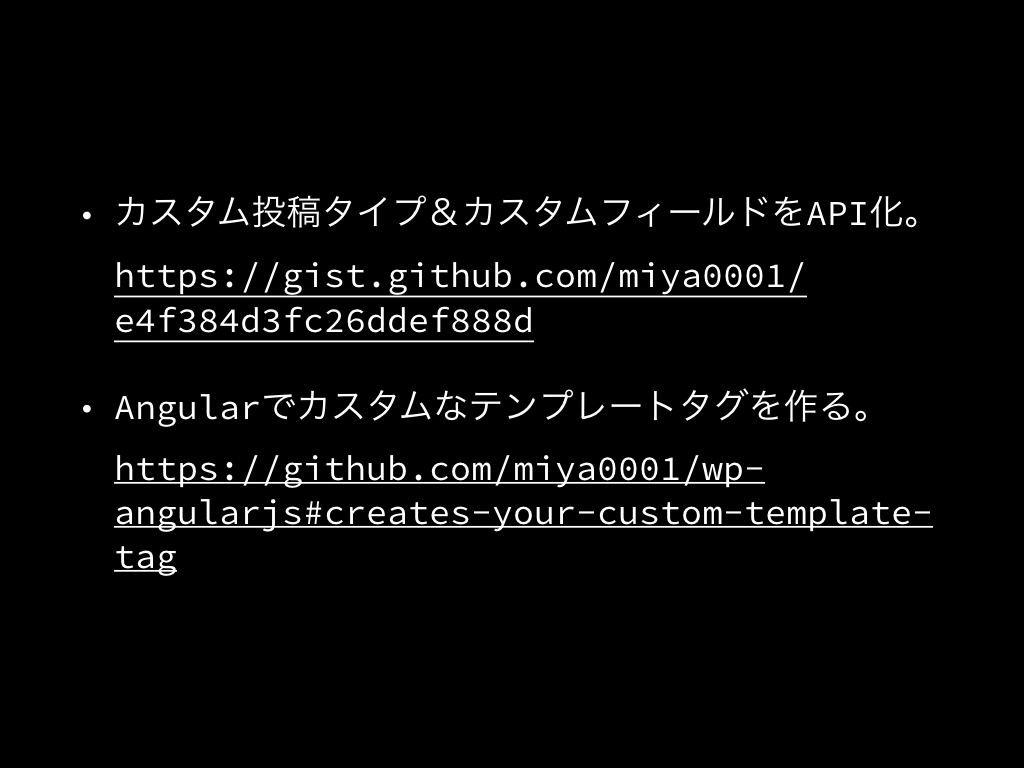 • カスタム投稿タイプ＆カスタムフィールドをAPI化。
https://gist.github.com/miya0001/
e4f384d3fc26ddef888d
• Angularでカスタムなテンプレートタグを作る。
https://github.com/miya0001/wp-
angularjs#creates-your-custom-template-
tag